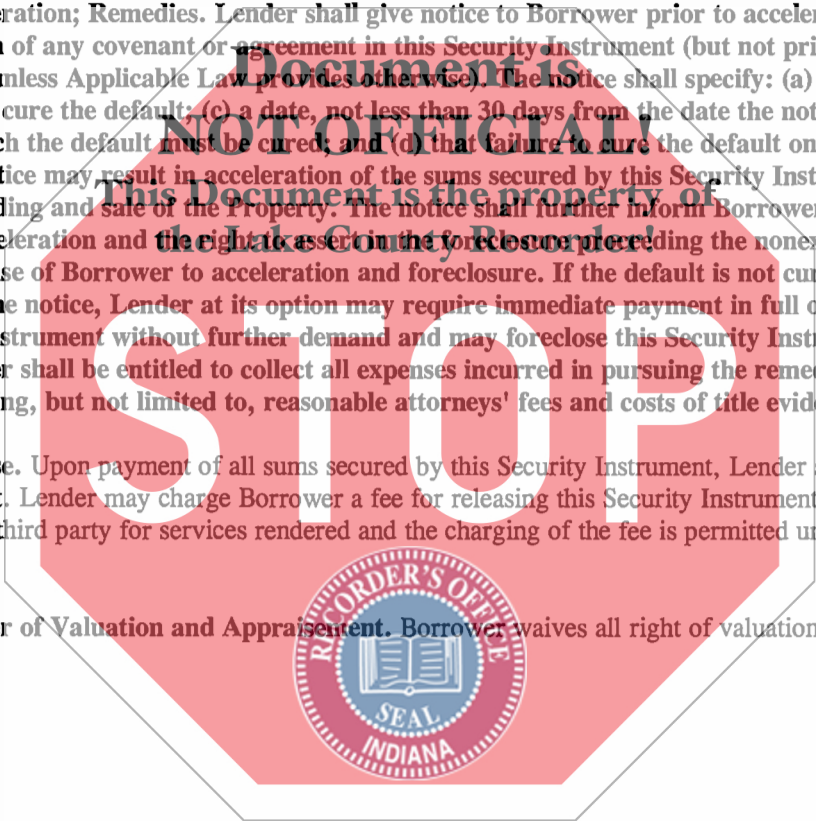 ration; Remedies. Lender shall give notice to Borrower prior to acceler
of any covenant or agreement in this Security Instrument (but not pri
nless Applicable Law provides otherwise). The notice shall specify: (a)
Document is
cure the default; (c) a date, not less than 30 days from the date the not
NOT OFFICIAL!
ch the default must be cured; and (d) that failure to cure the default on
tice may result in acceleration of the sums secured by this Security Inst
This Document is the property of
ding and sale of the Property. The notice shall further inform Borrower
eleration and the right to assert in the foreclosure proceeding the nonex
the Lake County Recorder!
se of Borrower to acceleration and foreclosure. If the default is not cur
e notice, Lender at its option may require immediate payment in full o
strument without further demand and may foreclose this Security Instr
r shall be entitled to collect all expenses incurred in pursuing the reme
ng, but not limited to, reasonable attorneys' fees and costs of title evid
STOP
e. Upon payment of all sums secured by this Security Instrument, Lender
. Lender may charge Borrower a fee for releasing this Security Instrument
third party for services rendered and the charging of the fee is permitted un
RECORDER'S OFFICE
r of Valuation and Appraisement. Borrower waives all right of valuation
SEAL
INDIANA